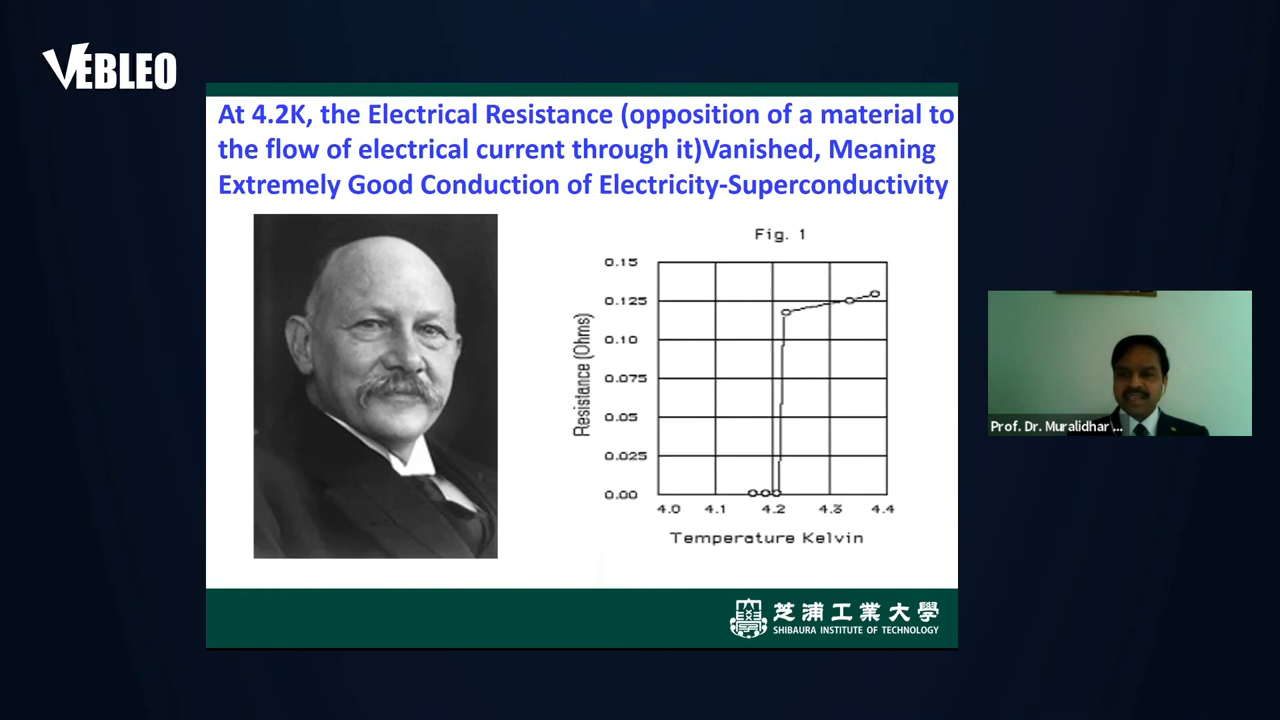 VEBLEO
At 4.2K, the Electrical Resistance (opposition of a material to
the flow of electrical current through it)Vanished, Meaning
Extremely Good Conduction of Electricity-Superconductivity
Fig. 1
0.15
0.125
0.10
0.075
0.05
0.025
0.00
Resistance (Ohms)
4.0 4.1 4.2 4.3 4.4
Temperature Kelvin
Prof. Dr. Muralidhar ...
芝浦工業大學
SHIBAURA INSTITUTE OF TECHNOLOGY